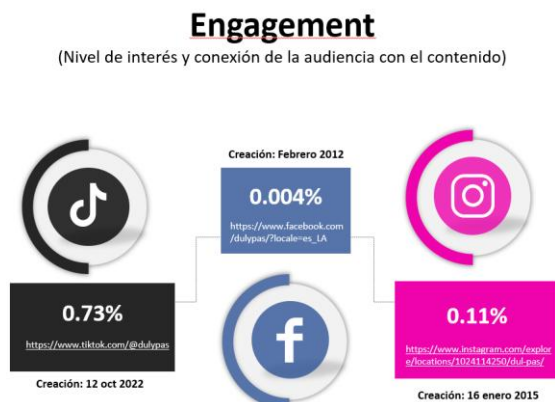 Engagement
(Nivel de interés y conexión de la audiencia con el contenido)
Creación: Febrero 2012
0.004%
https://www.facebook.com
/dulypas/?locale=es_LA
0.73%
https://www.tiktok.com/@dulypas
Creación: 12 oct 2022
0.11%
https://www.instagram.com/explor
e/locations/1024114250/dul-pas/
Creación: 16 enero 2015